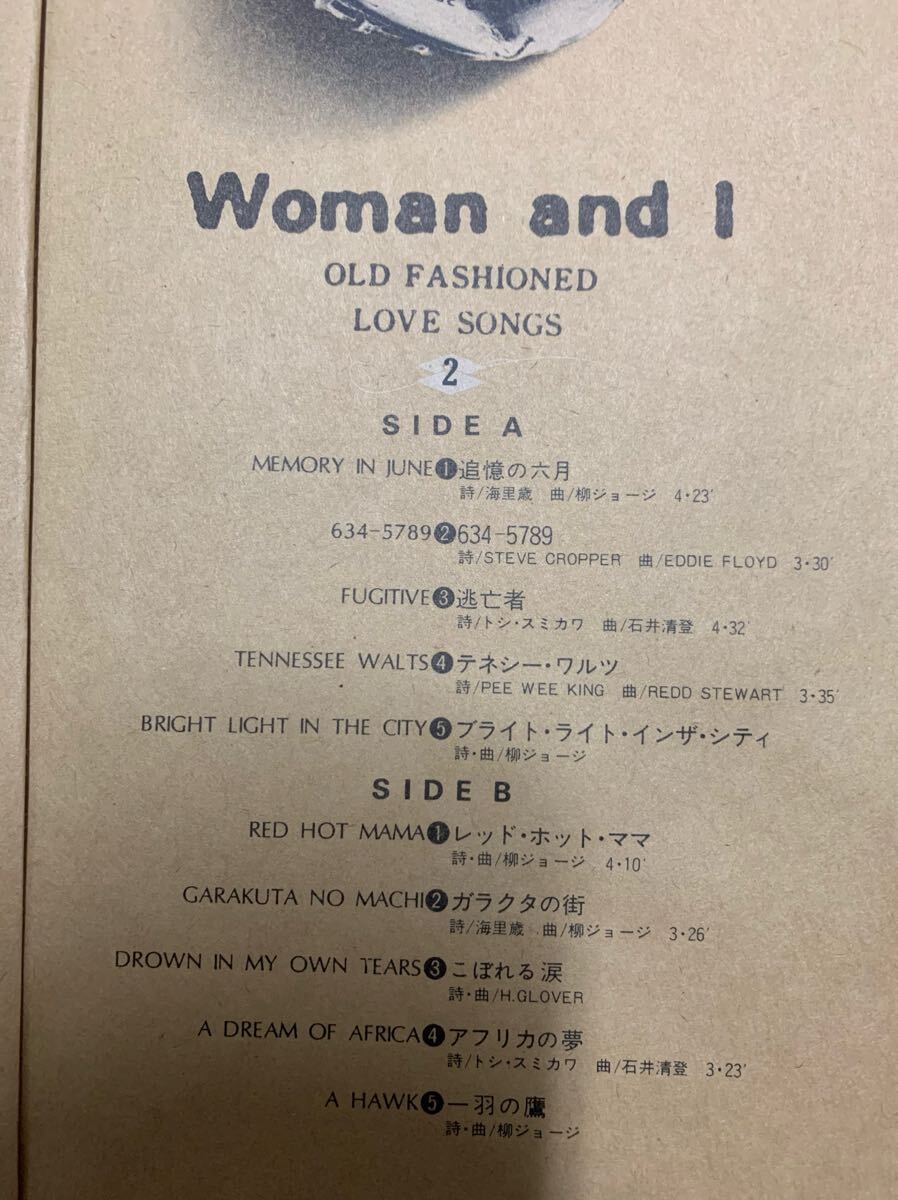 Woman and I
OLD FASHIONED
LOVE SONGS
2
SIDE A
MEMORY IN JUNE❶追憶の六月
詩/海里歳 曲/柳ジョージ 4・23′
634-5789❷634-5789
詩/STEVE CROPPER 曲/EDDIE FLOYD 3・30′
FUGITIVE❸逃亡者
詩/トシ・スミカワ 曲/石井清登 4・32′
TENNESSEE WALTS❹テネシー・ワルツ
詩/PEE WEE KING 曲/REDD STEWART 3・35′
BRIGHT LIGHT IN THE CITY❺ブライト・ライト・インザ・シティ
詩・曲/柳ジョージ
SIDE B
RED HOT MAMA❶レッド・ホット・ママ
詩・曲/柳ジョージ 4・10′
GARAKUTA NO MACHI❷ガラクタの街
詩/海里歳 曲/柳ジョージ 3・26′
DROWN IN MY OWN TEARS❸こぼれる涙
詩・曲/H.GLOVER
A DREAM OF AFRICA❹アフリカの夢
詩/トシ・スミカワ 曲/石井清登 3・23′
A HAWK❺一羽の鷹
詩・曲/柳ジョージ